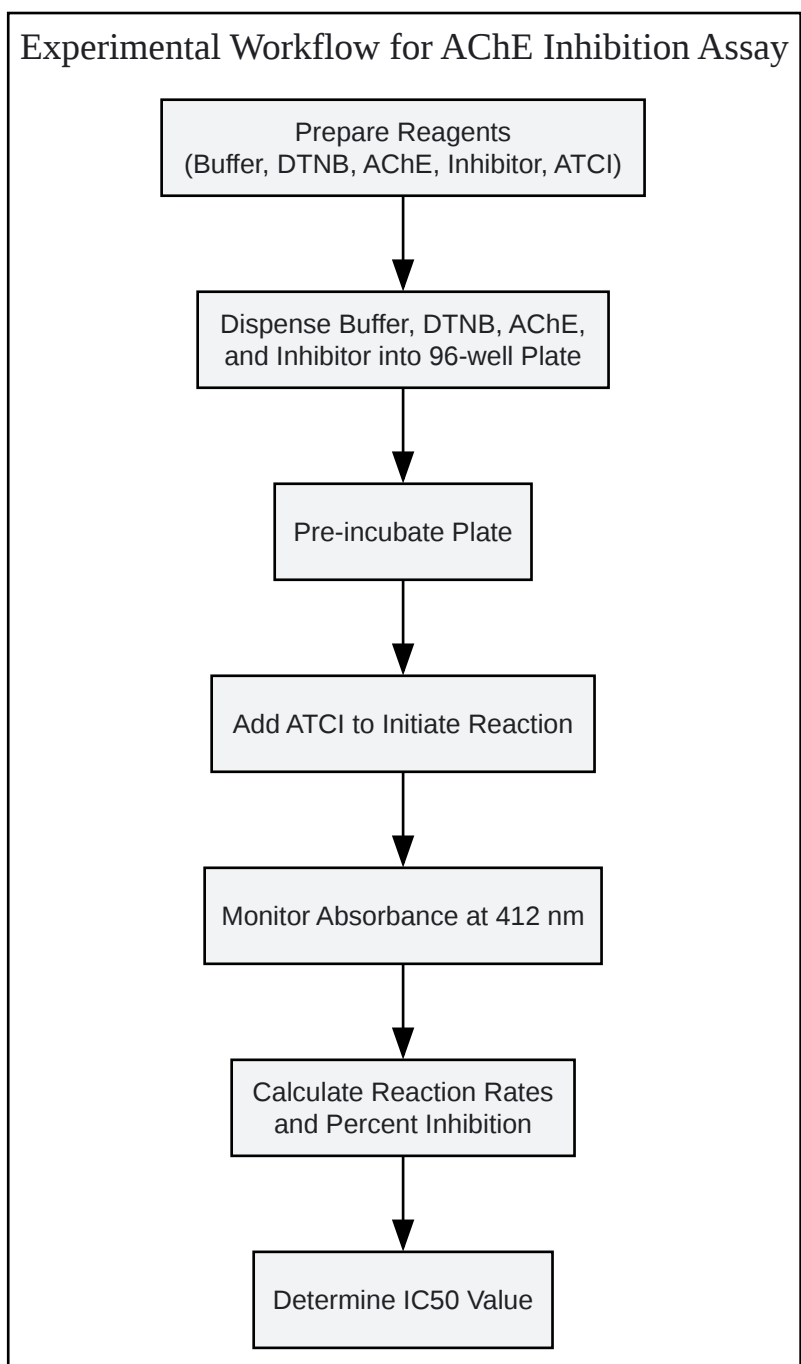 Experimental Workflow for AChE Inhibition Assay
Prepare Reagents
(Buffer, DTNB, AChE, Inhibitor, ATCI)
Dispense Buffer, DTNB, AChE,
and Inhibitor into 96-well Plate
Pre-incubate Plate
Add ATCI to Initiate Reaction
Monitor Absorbance at 412 nm
Calculate Reaction Rates
and Percent Inhibition
Determine IC50 Value